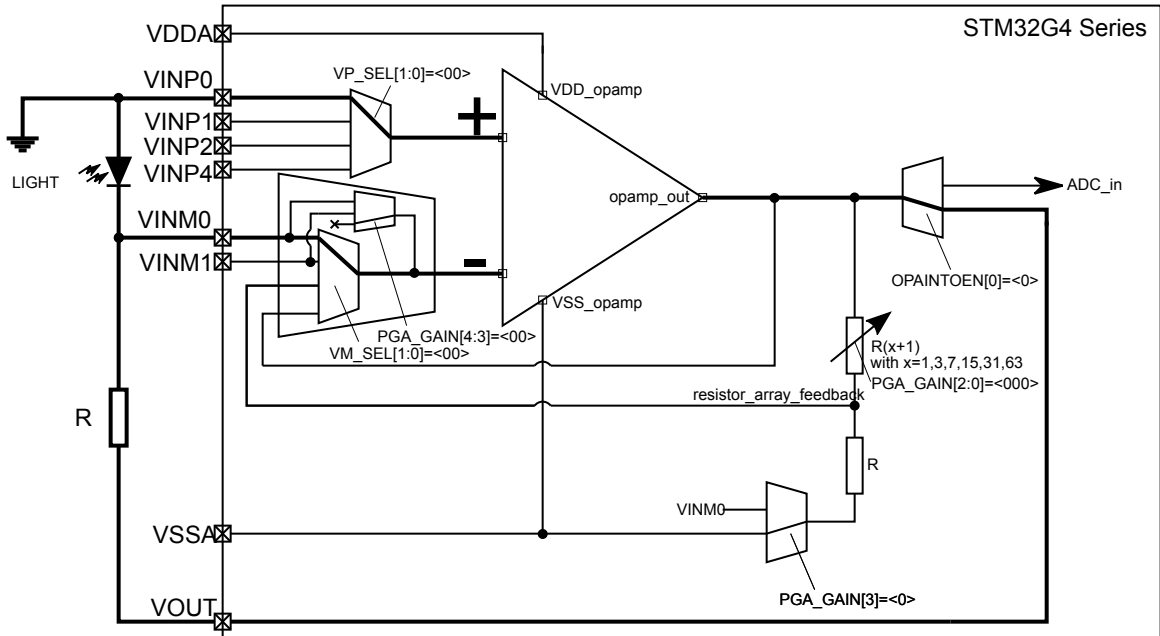 STM32G4 Series
VDDA
VINP0
VP_SEL[1:0]=<00>
VDD_opamp
VINP1
VINP2
VINP4
LIGHT
+
opamp_out
ADC_in
VINM0
VINM1
-
OPAINTOEN[0]=<0>
VSS_opamp
PGA_GAIN[4:3]=<00>
VM_SEL[1:0]=<00>
R(x+1)
with x=1,3,7,15,31,63
PGA_GAIN[2:0]=<000>
resistor_array_feedback
R
R
VINM0
VSSA
PGA_GAIN[3]=<0>
VOUT